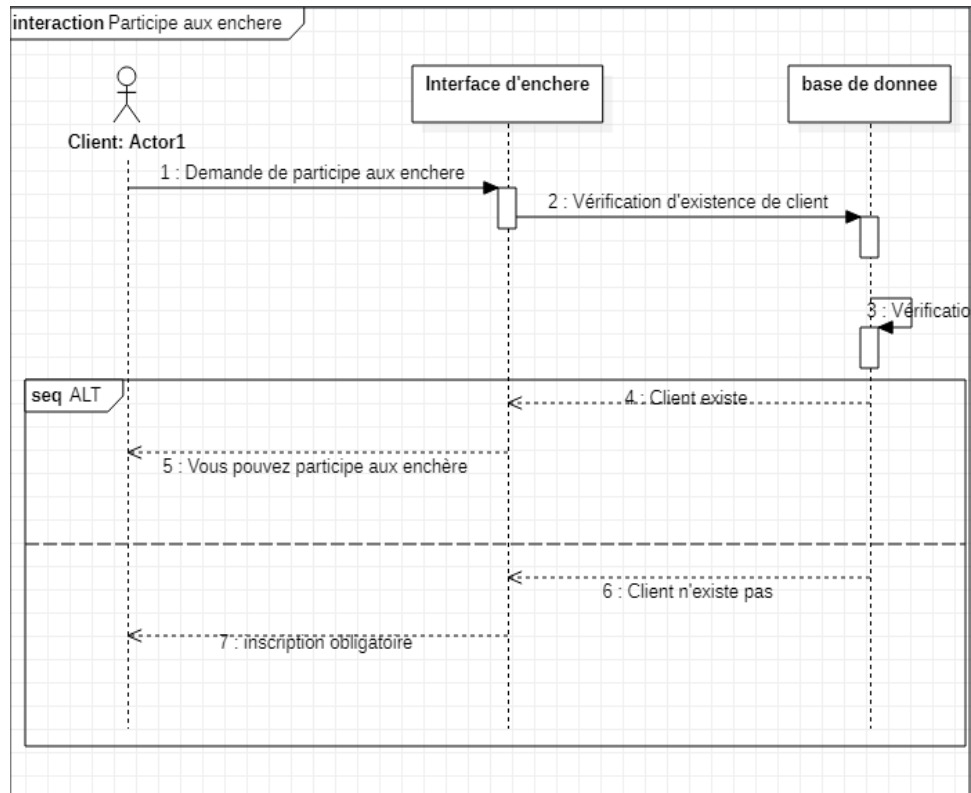 interaction Participe aux enchere
Interface d'enchere
base de donnee
Client: Actor1
1 : Demande de participe aux enchere
2 : Vérification d'existence de client
3 : Vérificatio
seq ALT
4 : Client existe
5 : Vous pouvez participe aux enchère
6 : Client n'existe pas
7 : inscription obligatoire